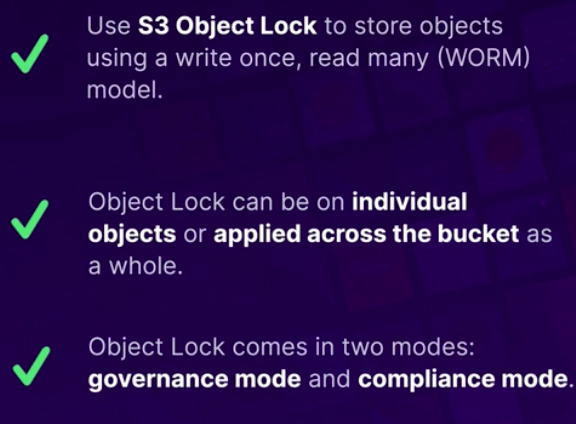 Use S3 Object Lock to store objects
using a write once, read many (WORM)
model.
Object Lock can be on individual
objects or applied across the bucket as
a whole.
Object Lock comes in two modes:
governance mode and compliance mode.